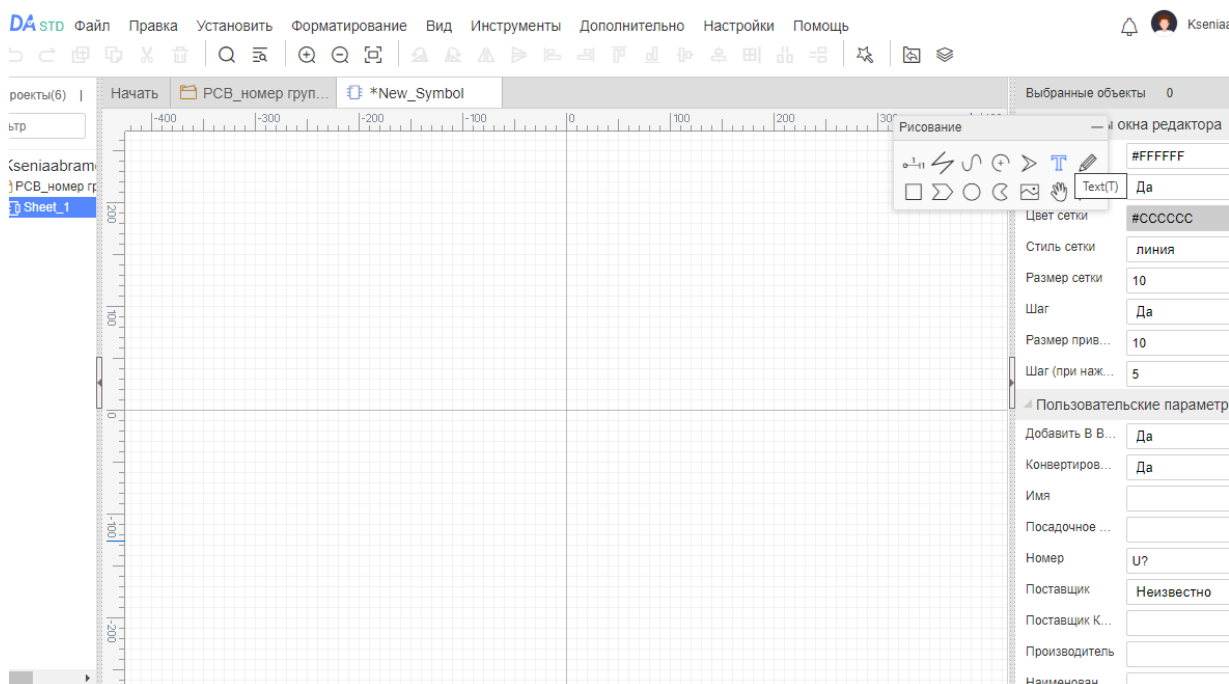 DA STD Файл Правка Установить Форматирование Вид Инструменты Дополнительно Настройки Помощь Kseniaa
роекты(6) | Начать PCB_номер груп... *New_Symbol Выбранные объекты 0
ьтр
-400 -300 -200 -100 0 100 200 300
Рисование
окна редактора
T
#FFFFFF
Text(T)
Да
Kseniaabram
PCB_номер гр
Sheet_1
200
100
0
-100
-200
Цвет сетки #CCCCCC
Стиль сетки линия
Размер сетки 10
Шаг Да
Размер прив... 10
Шаг (при наж... 5
Пользовательские параметр
Добавить В В... Да
Конвертиров... Да
Имя
Посадочное ...
Номер U?
Поставщик Неизвестно
Поставщик К...
Производитель
Наименован